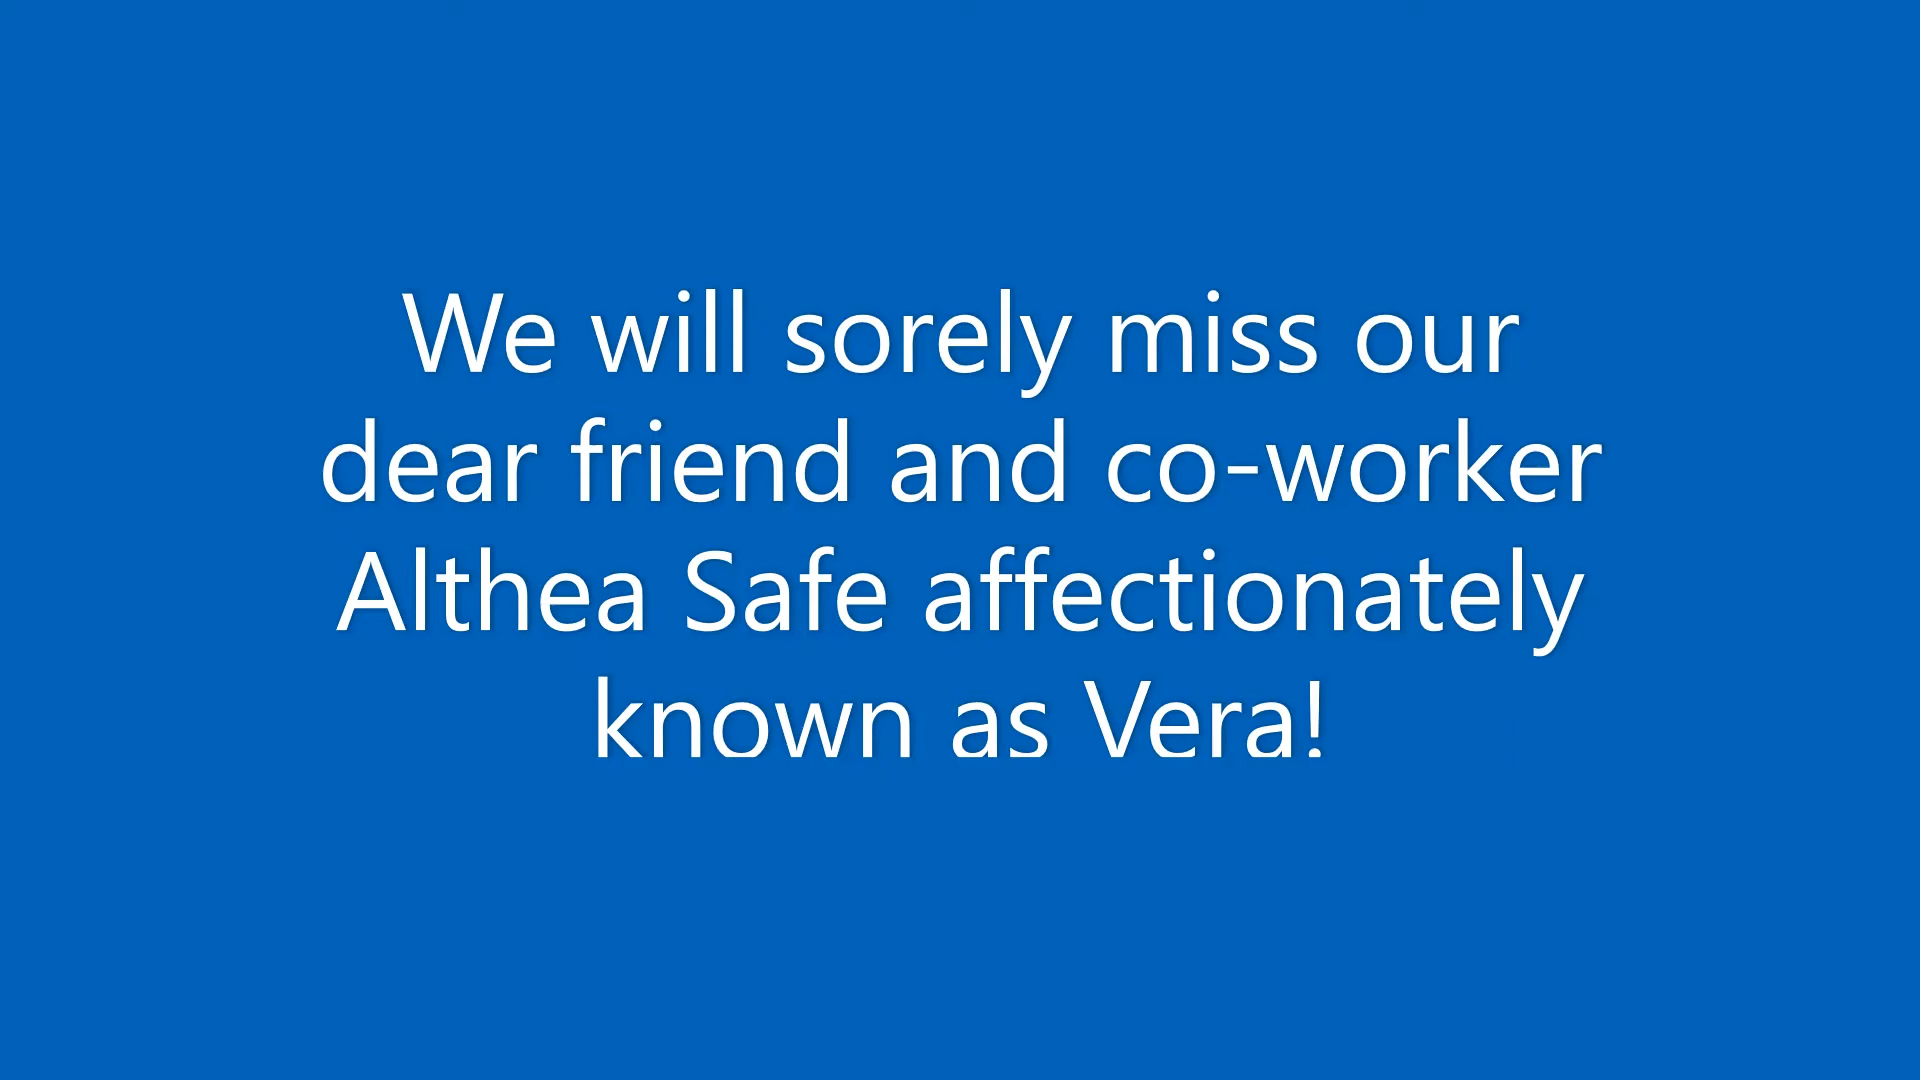 We will sorely miss our
dear friend and co-worker
Althea Safe affectionately
known as Vera!